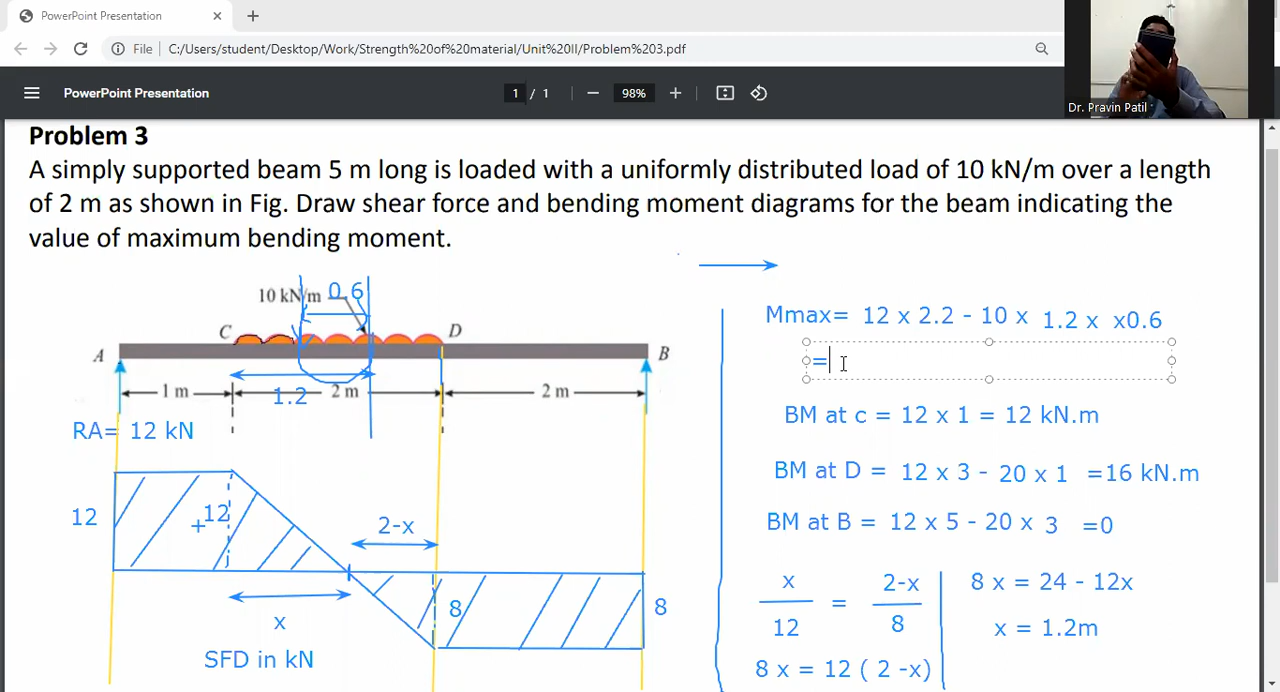 PowerPoint Presentation
File C:/Users/student/Desktop/Work/Strength%20of%20material/Unit%20II/Problem%203.pdf
PowerPoint Presentation
1 / 1
98%
Dr. Pravin Patil
Problem 3
A simply supported beam 5 m long is loaded with a uniformly distributed load of 10 kN/m over a length
of 2 m as shown in Fig. Draw shear force and bending moment diagrams for the beam indicating the
value of maximum bending moment.
10 kN/m 0.6
C
D
A
B
1 m
1.2
2 m
2 m
RA= 12 kN
12
+
12
2-x
8
8
x
SFD in kN
Mmax= 12 x 2.2 - 10 x 1.2 x x0.6
=
BM at c = 12 x 1 = 12 kN.m
BM at D = 12 x 3 - 20 x 1 =16 kN.m
BM at B = 12 x 5 - 20 x 3 =0
x
12
=
2-x
8
8 x = 12 ( 2 -x)
8 x = 24 - 12x
x = 1.2m